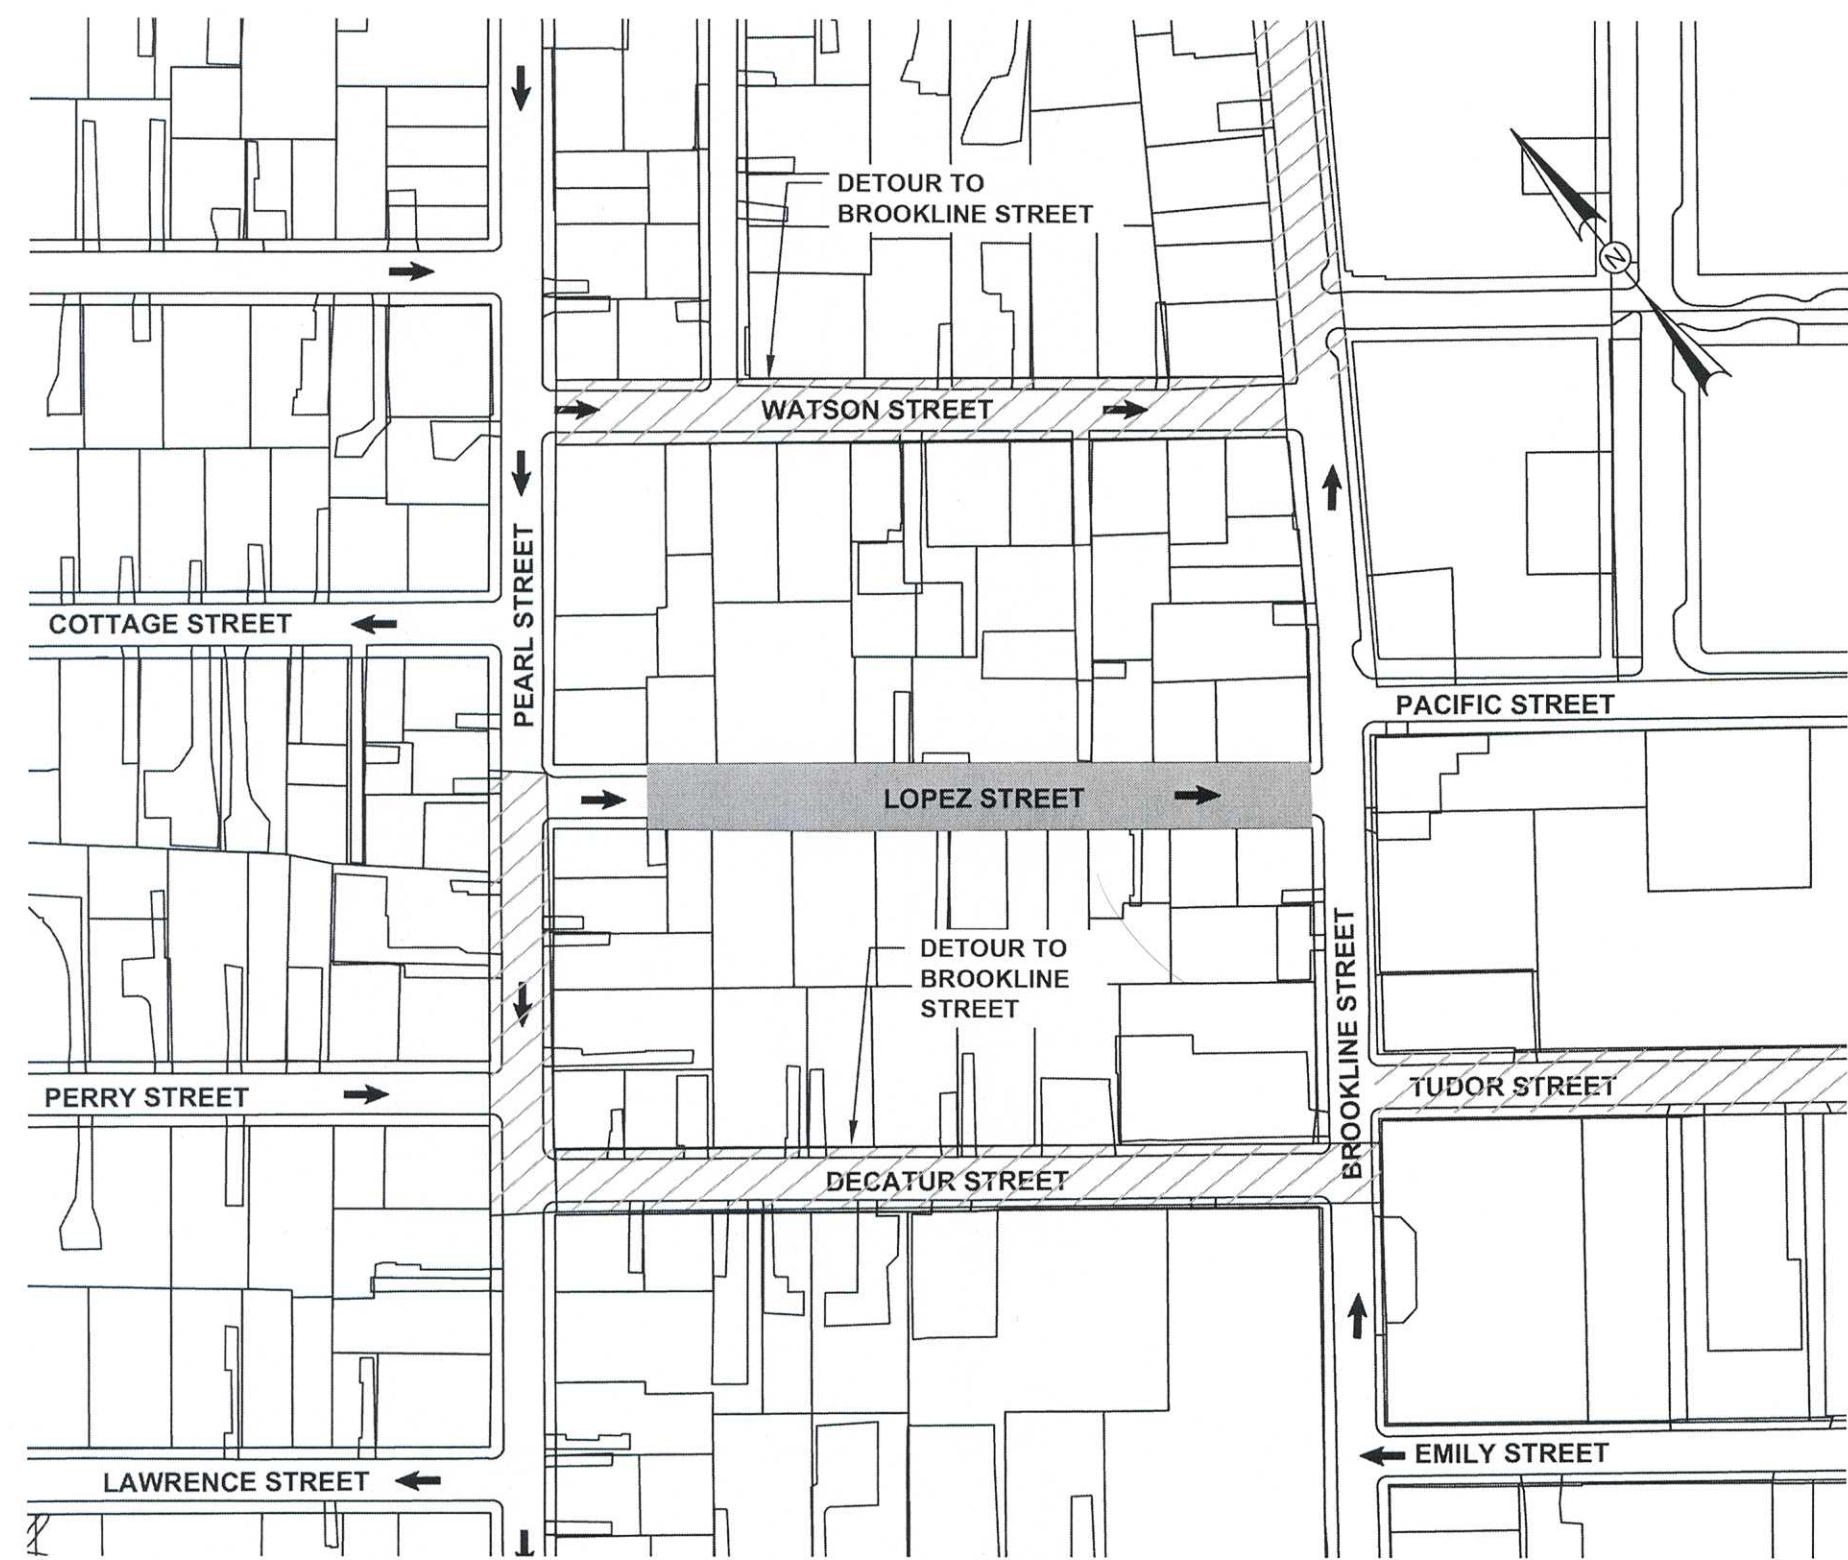 DETOUR TO
BROOKLINE STREET
N
WATSON STREET
PEARL STREET
COTTAGE STREET
PACIFIC STREET
LOPEZ STREET
DETOUR TO
BROOKLINE
STREET
BROOKLINE STREET
TUDOR STREET
PERRY STREET
DECATUR STREET
EMILY STREET
LAWRENCE STREET